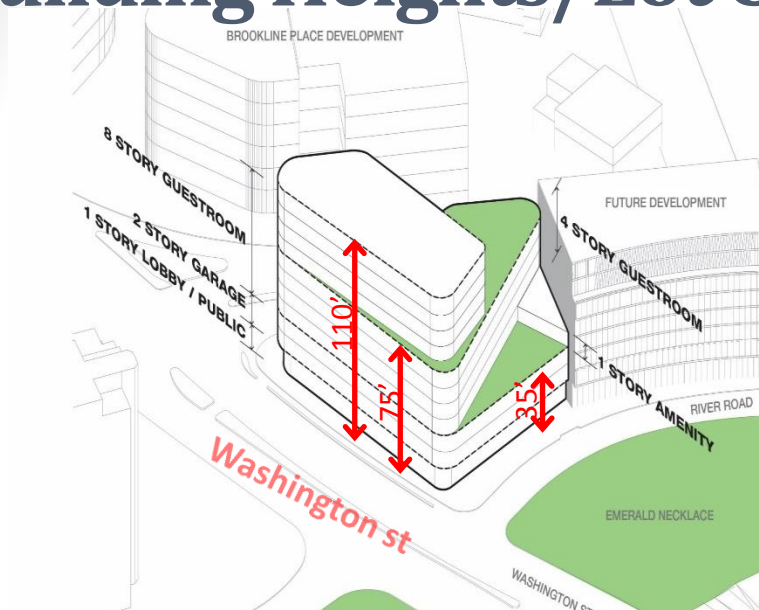 BROOKLINE PLACE DEVELOPMENT
8 STORY GUESTROOM
2 STORY GARAGE
1 STORY LOBBY / PUBLIC
FUTURE DEVELOPMENT
4 STORY GUESTROOM
110'
75'
35'
1 STORY AMENITY
RIVER ROAD
Washington st
EMERALD NECKLACE
WASHINGTON